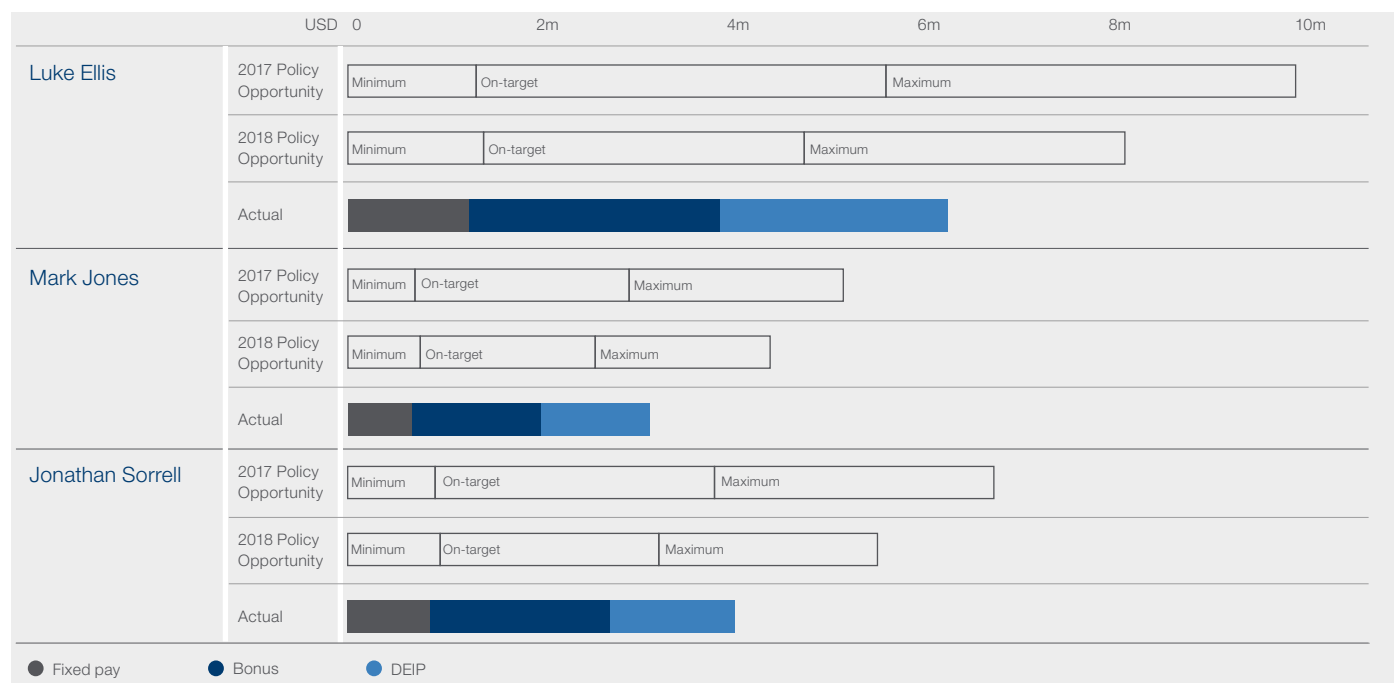 USD 0 2m 4m 6m 8m 10m
Luke Ellis
2017 Policy
Opportunity
Minimum On-target Maximum
2018 Policy
Opportunity
Minimum On-target Maximum
Actual
Mark Jones
2017 Policy
Opportunity
Minimum On-target Maximum
2018 Policy
Opportunity
Minimum On-target Maximum
Actual
Jonathan Sorrell
2017 Policy
Opportunity
Minimum On-target Maximum
2018 Policy
Opportunity
Minimum On-target Maximum
Actual
Fixed pay Bonus DEIP